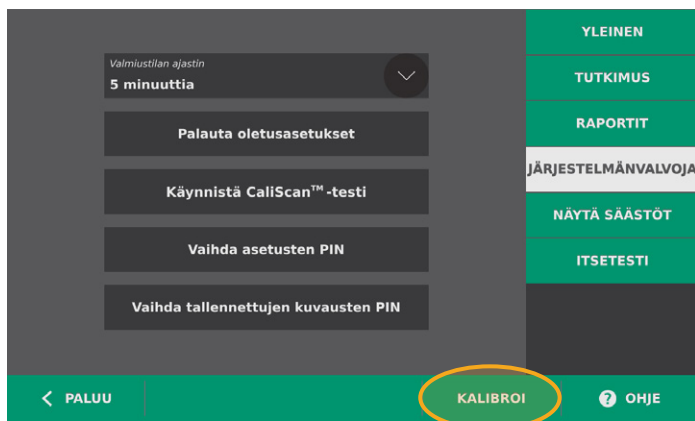 Valmiustilan ajastin
5 minuuttia
Palauta oletusasetukset
Käynnistä CaliScan™-testi
Vaihda asetusten PIN
Vaihda tallennettujen kuvausten PIN
YLEINEN
TUTKIMUS
RAPORTIT
JÄRJESTELMÄNVALVOJA
NÄYTÄ SÄÄSTÖT
ITSETESTI
PALUU
KALIBROI
? OHJE